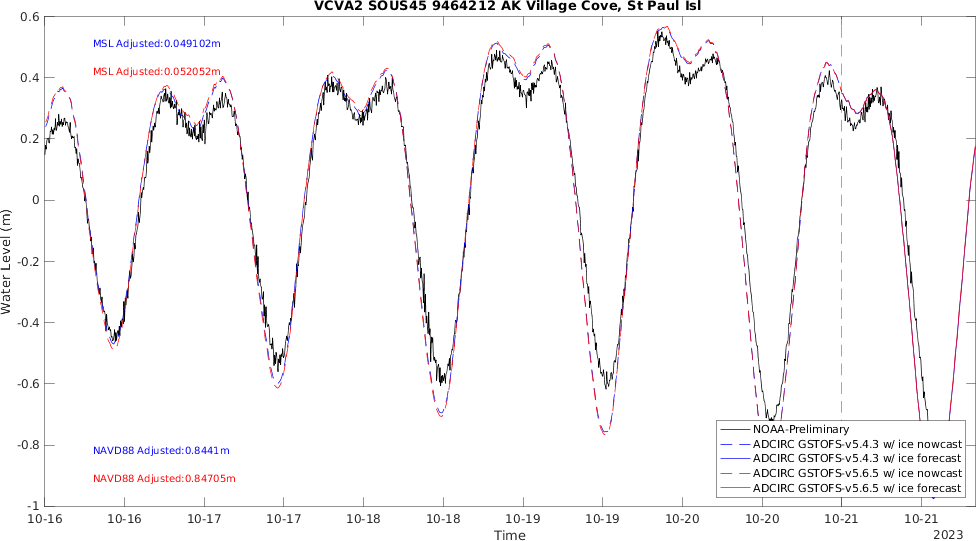 VCVA2 SOUS45 9464212 AK Village Cove, St Paul Isl
0.6
MSL Adjusted:0.049102m
MSL Adjusted:0.052052m
0.4
0.2
0
Water Level (m)
-0.2
-0.4
-0.6
-0.8
-1
NAVD88 Adjusted:0.8441m
NAVD88 Adjusted:0.84705m
NOAA-Preliminary
ADCIRC GSTOFS-v5.4.3 w/ ice nowcast
ADCIRC GSTOFS-v5.4.3 w/ ice forecast
ADCIRC GSTOFS-v5.6.5 w/ ice nowcast
ADCIRC GSTOFS-v5.6.5 w/ ice forecast
10-16 10-16 10-17 10-17 10-18 10-18 10-19 10-19 10-20 10-20 10-21 10-21
Time
2023